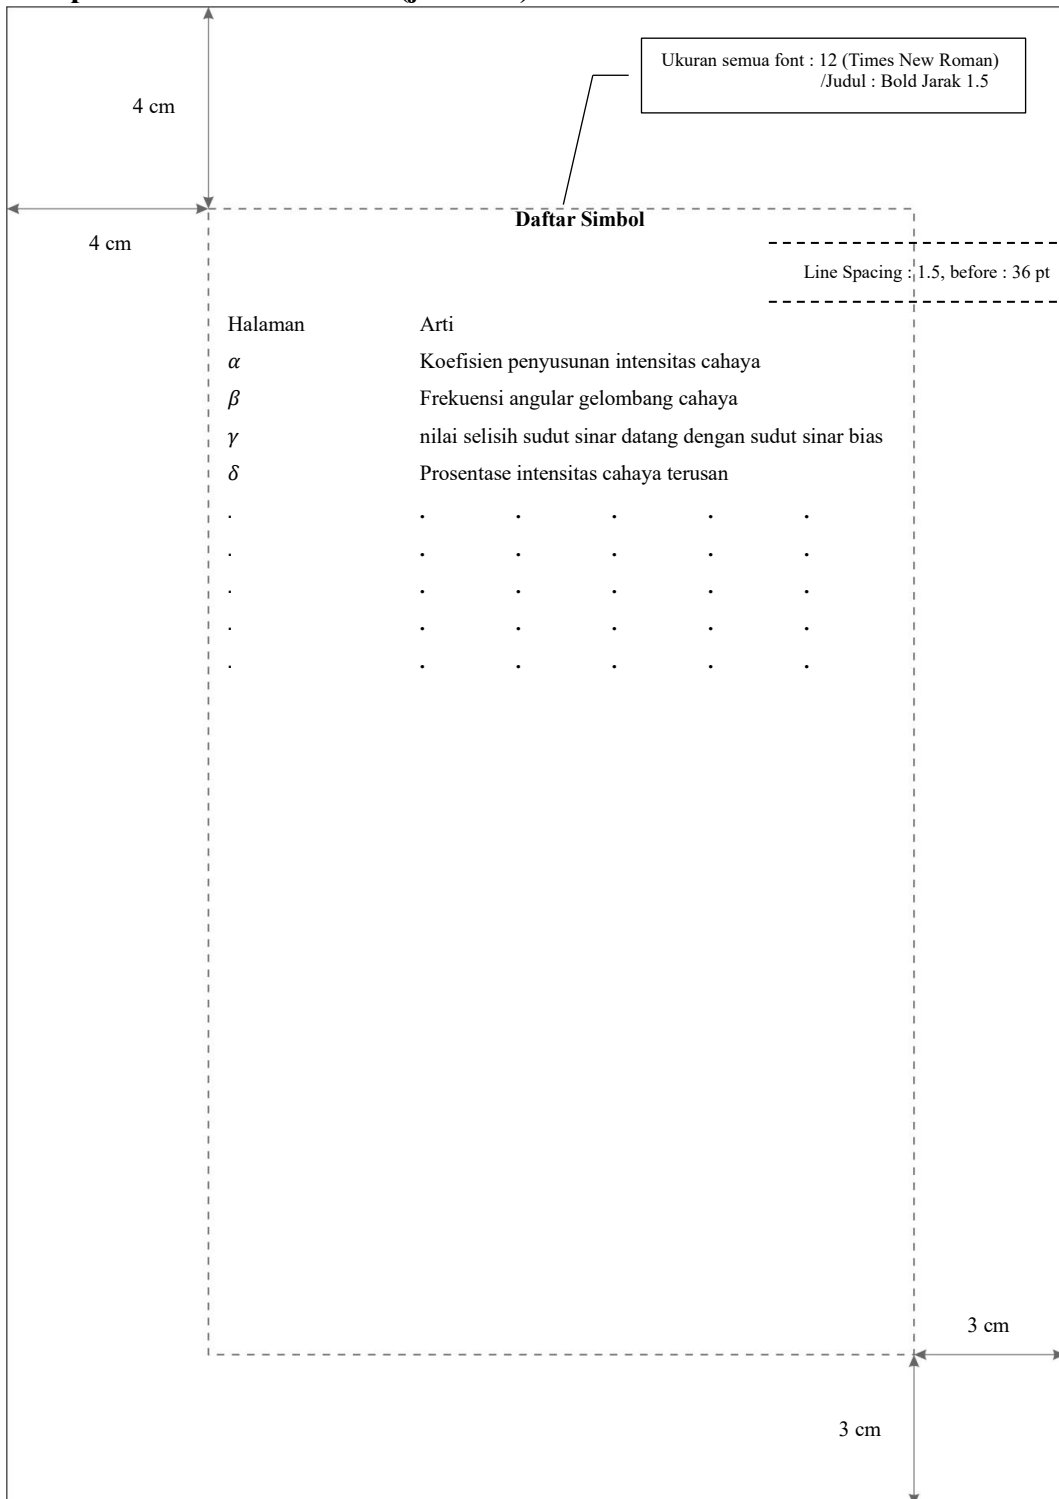 Ukuran semua font : 12 (Times New Roman)
/Judul : Bold Jarak 1.5
4 cm
4 cm
Daftar Simbol
Line Spacing : 1.5, before : 36 pt
Halaman Arti
α Koefisien penyusunan intensitas cahaya
β Frekuensi angular gelombang cahaya
γ nilai selisih sudut sinar datang dengan sudut sinar bias
δ Prosentase intensitas cahaya terusan
. . . . . .
. . . . . .
. . . . . .
. . . . . .
. . . . . .
3 cm
3 cm